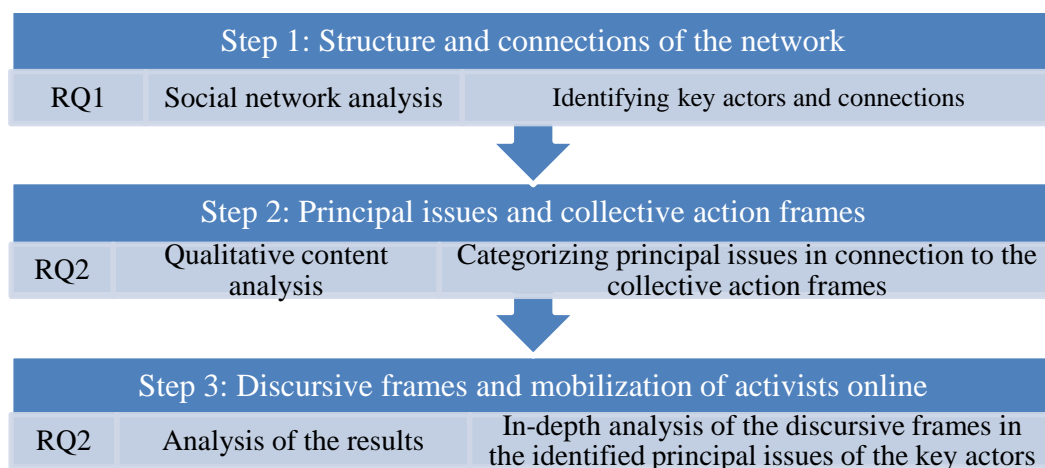 Step 1: Structure and connections of the network
RQ1 Social network analysis Identifying key actors and connections
Step 2: Principal issues and collective action frames
RQ2
Qualitative content
analysis
Categorizing principal issues in connection to the
collective action frames
Step 3: Discursive frames and mobilization of activists online
RQ2
Analysis of the results
In-depth analysis of the discursive frames in
the identified principal issues of the key actors